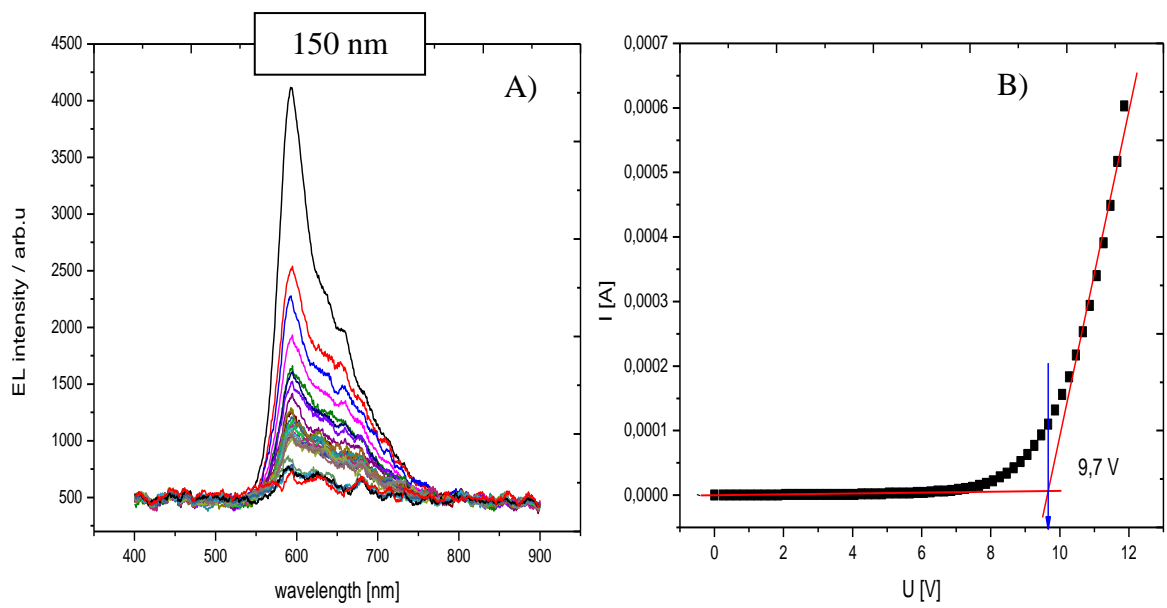 150 nm
A)
4500
4000
3500
3000
2500
2000
1500
1000
500
EL intensity / arb.u
400 500 600 700 800 900
wavelength [nm]
B)
0,0007
0,0006
0,0005
0,0004
0,0003
0,0002
0,0001
0,0000
I [A]
9,7 V
0 2 4 6 8 10 12
U [V]